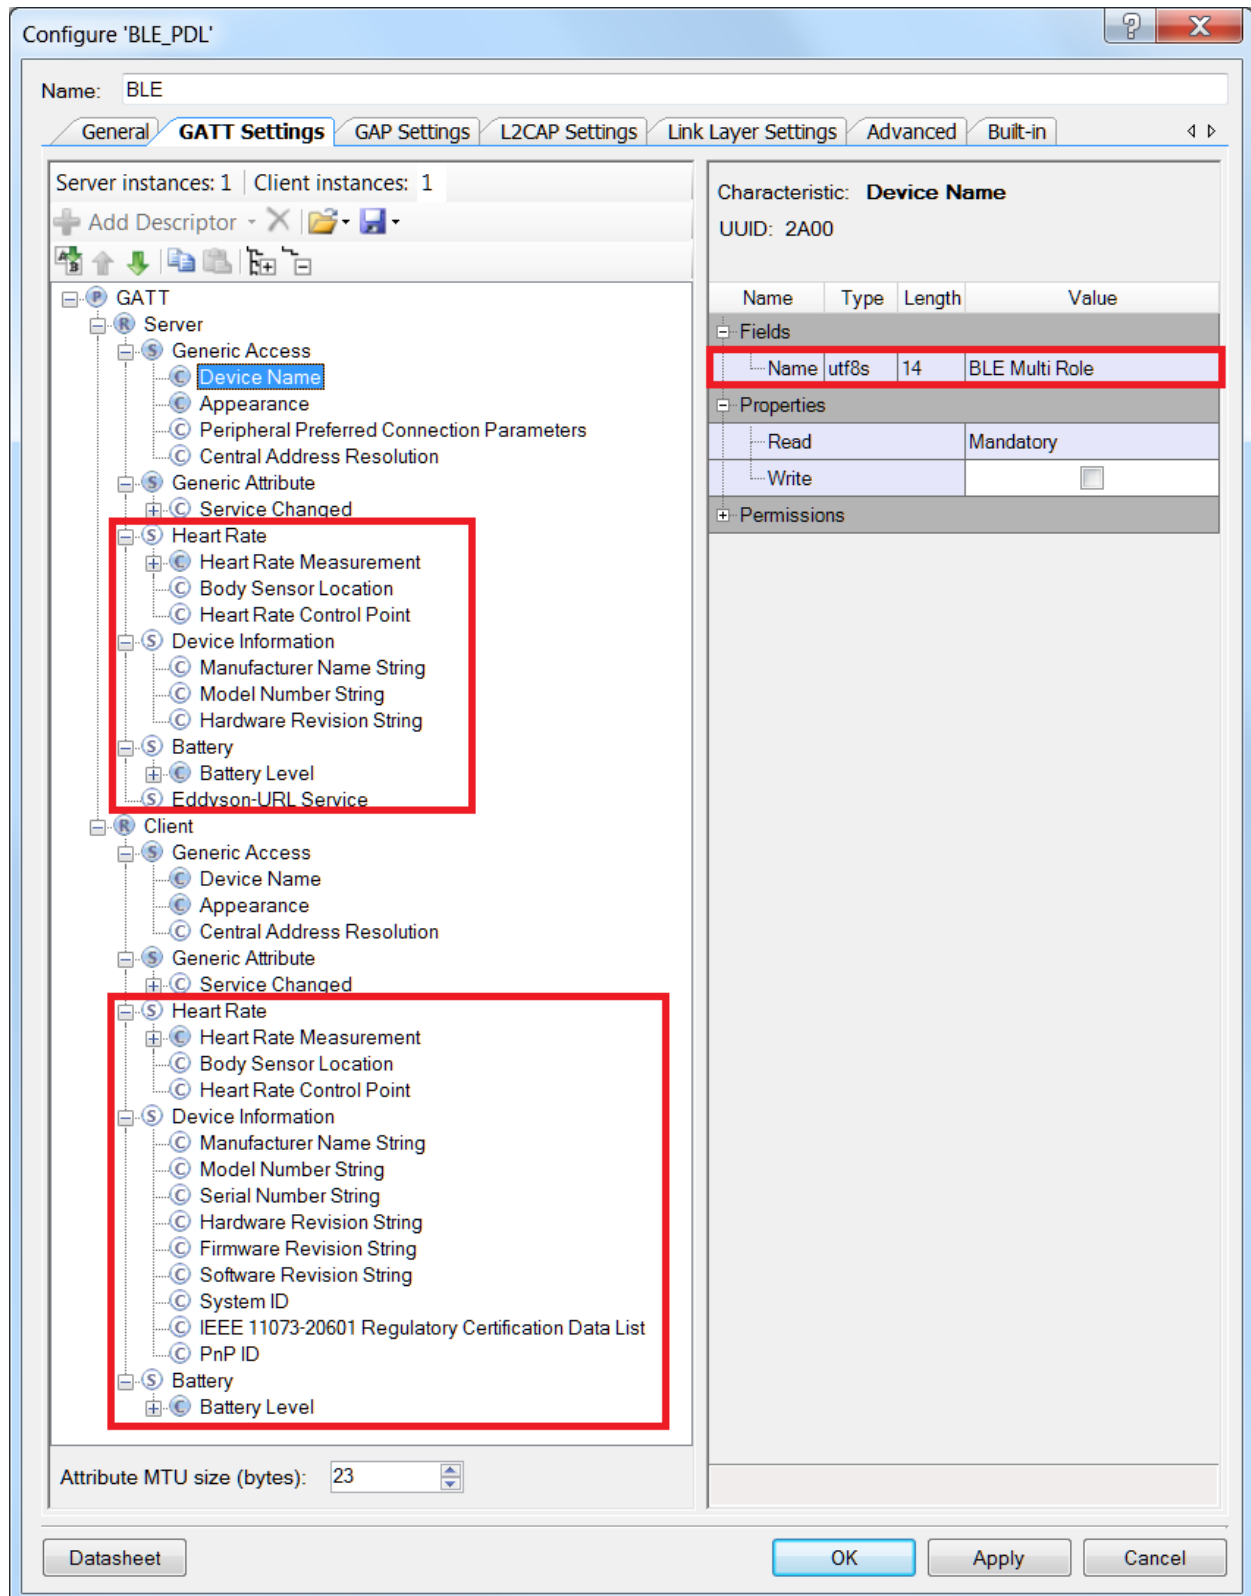 Configure 'BLE_PDL'
Name: BLE
General GATT Settings GAP Settings L2CAP Settings Link Layer Settings Advanced Built-in
Server instances: 1 Client instances: 1
Add Descriptor
GATT
Server
Generic Access
Device Name
Appearance
Peripheral Preferred Connection Parameters
Central Address Resolution
Generic Attribute
Service Changed
Heart Rate
Heart Rate Measurement
Body Sensor Location
Heart Rate Control Point
Device Information
Manufacturer Name String
Model Number String
Hardware Revision String
Battery
Battery Level
Eddyson-URL Service
Client
Generic Access
Device Name
Appearance
Central Address Resolution
Generic Attribute
Service Changed
Heart Rate
Heart Rate Measurement
Body Sensor Location
Heart Rate Control Point
Device Information
Manufacturer Name String
Model Number String
Serial Number String
Hardware Revision String
Firmware Revision String
Software Revision String
System ID
IEEE 11073-20601 Regulatory Certification Data List
PnP ID
Battery
Battery Level
Attribute MTU size (bytes): 23
Characteristic: Device Name
UUID: 2A00
Name Type Length Value
Fields
Name utf8s 14 BLE Multi Role
Properties
Read Mandatory
Write
Permissions
Datasheet OK Apply Cancel